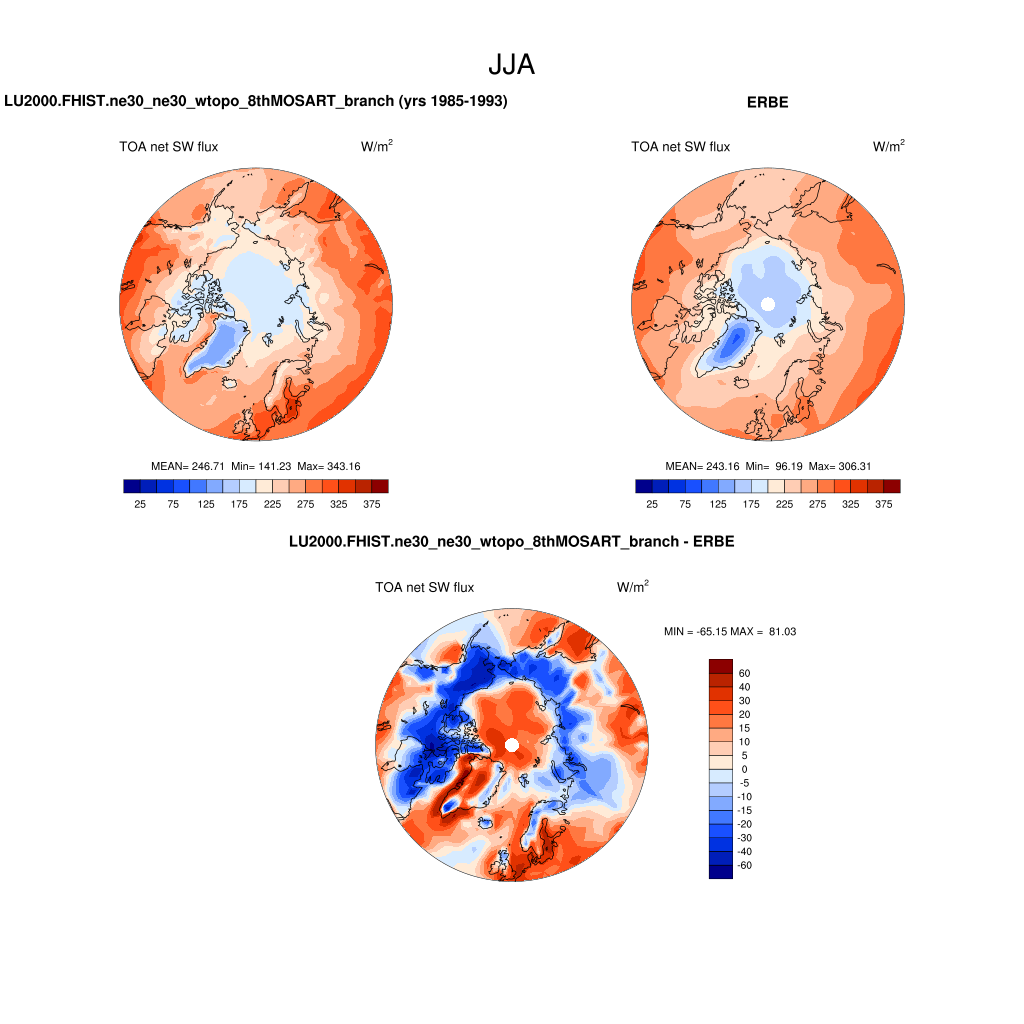 JJA
LU2000.FHIST.ne30_ne30_wtopo_8thMOSART_branch (yrs 1985-1993)
ERBE
TOA net SW flux W/m2
TOA net SW flux W/m2
MEAN= 246.71 Min= 141.23 Max= 343.16
MEAN= 243.16 Min= 96.19 Max= 306.31
25 75 125 175 225 275 325 375
25 75 125 175 225 275 325 375
LU2000.FHIST.ne30_ne30_wtopo_8thMOSART_branch - ERBE
TOA net SW flux W/m2
MIN = -65.15 MAX = 81.03
60
40
30
20
15
10
5
0
-5
-10
-15
-20
-30
-40
-60